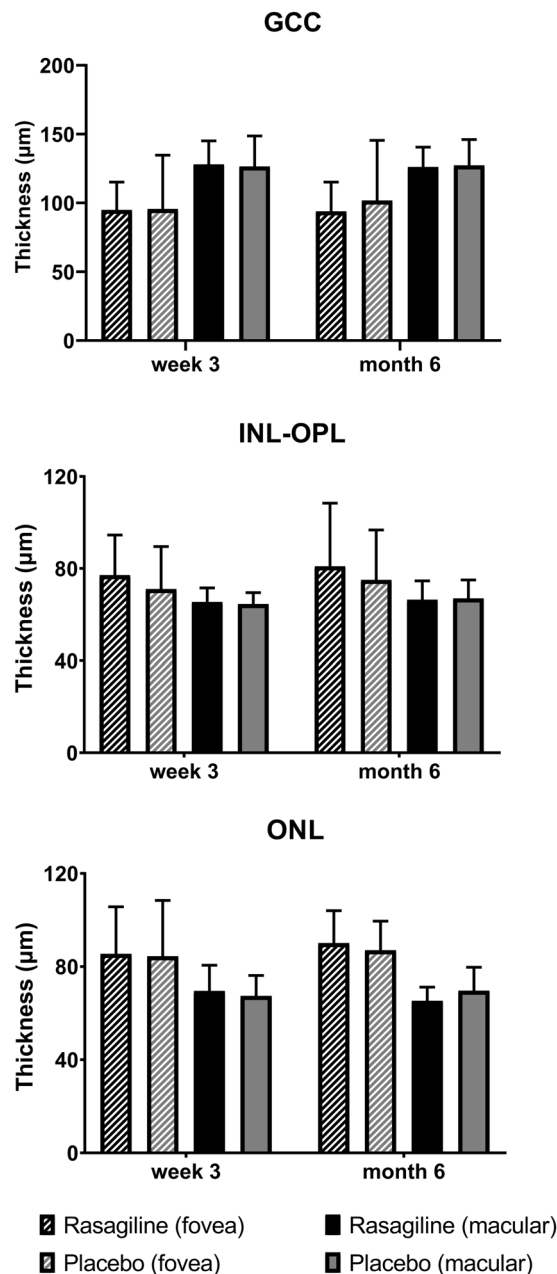 GCC
Thickness (µm)
200
150
100
50
0
week 3 month 6
INL-OPL
Thickness (µm)
120
80
40
0
week 3 month 6
ONL
Thickness (µm)
120
80
40
0
week 3 month 6
Rasagiline (fovea) Rasagiline (macular)
Placebo (fovea) Placebo (macular)